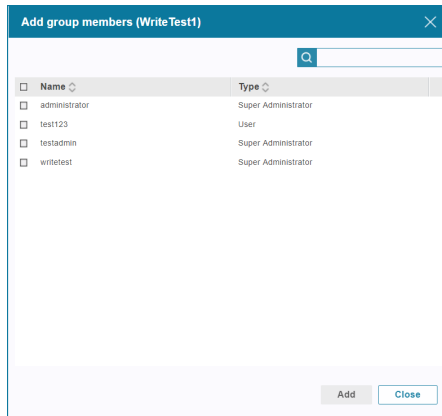 Add group members (WriteTest1)
Name Type
administrator Super Administrator
test123 User
testadmin Super Administrator
writetest Super Administrator
Add Close